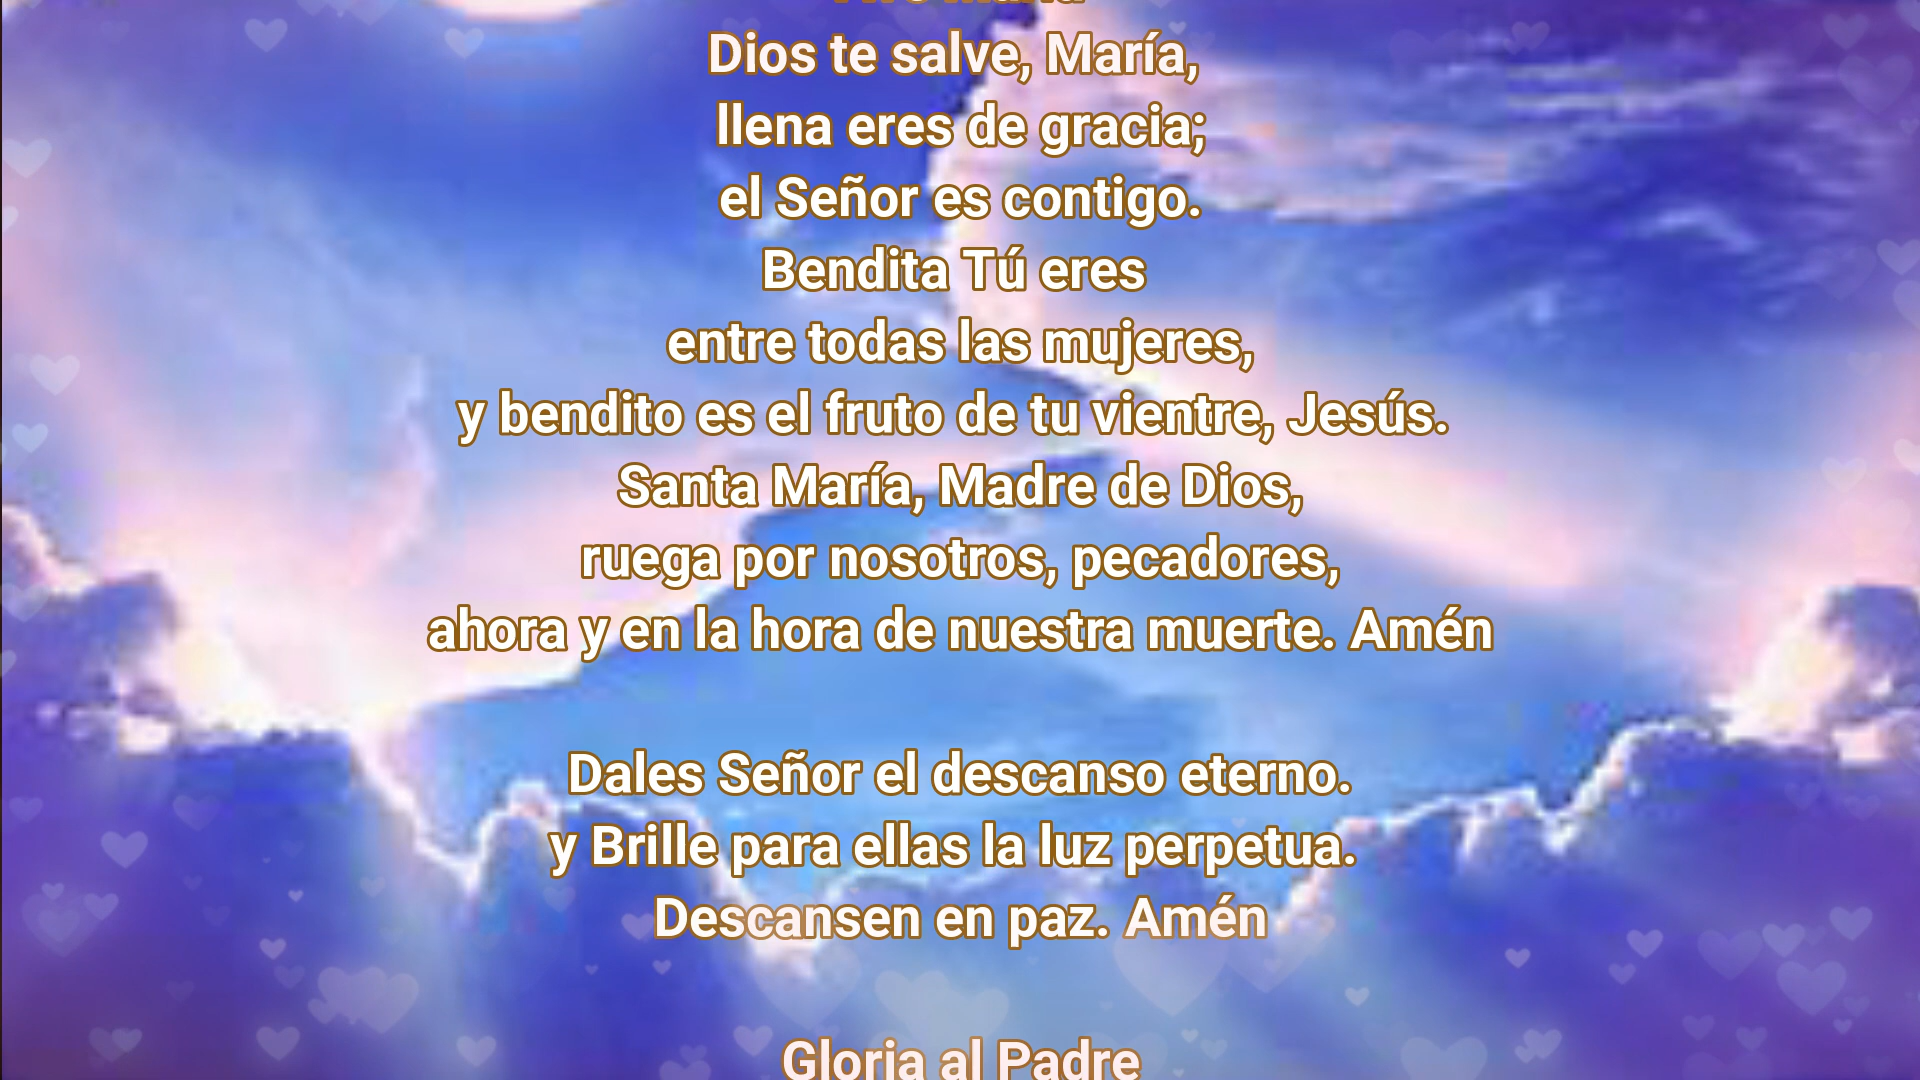 Dios te salve, María,
llena eres de gracia;
el Señor es contigo.
Bendita Tú eres
entre todas las mujeres,
y bendito es el fruto de tu vientre, Jesús.
Santa María, Madre de Dios,
ruega por nosotros, pecadores,
ahora y en la hora de nuestra muerte. Amén
Dales Señor el descanso eterno.
y Brille para ellas la luz perpetua.
Descansen en paz. Amén
Gloria al Padre